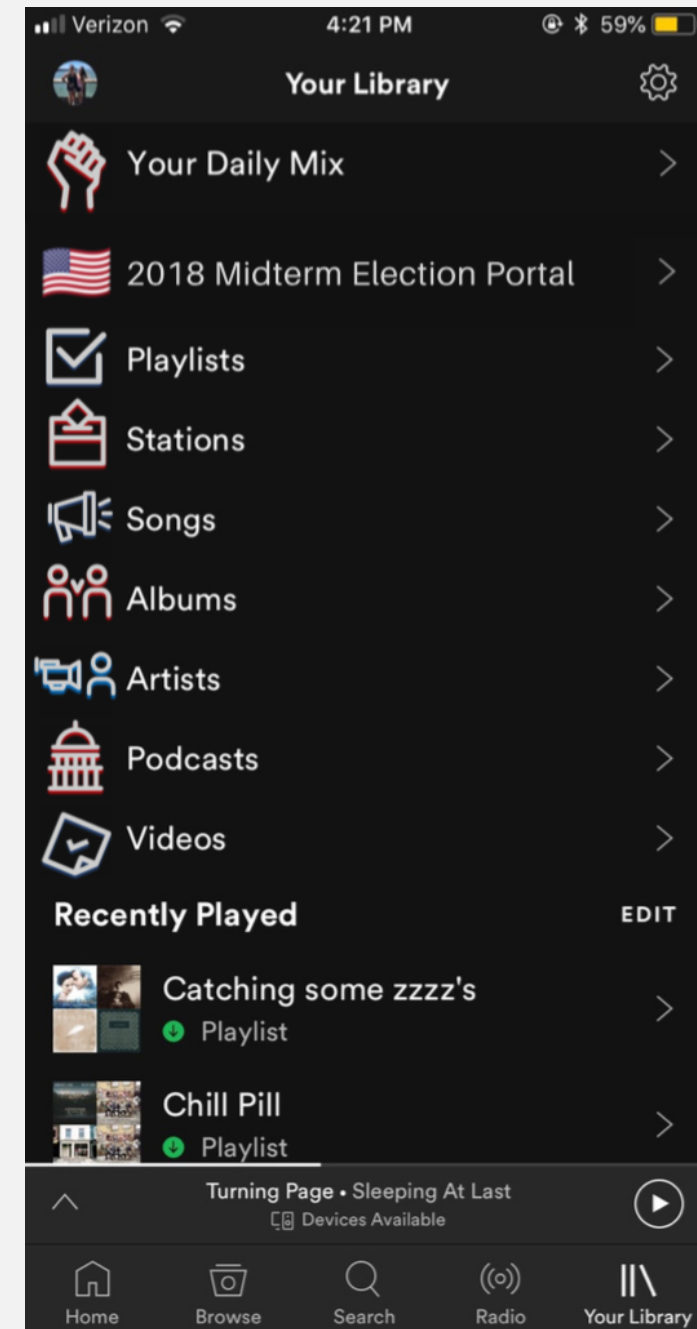 Verizon 4:21 PM 59%
Your Library
Your Daily Mix
2018 Midterm Election Portal
Playlists
Stations
Songs
Albums
Artists
Podcasts
Videos
Recently Played EDIT
Catching some zzzz's
Playlist
Chill Pill
Playlist
Turning Page • Sleeping At Last
Devices Available
Home Browse Search Radio Your Library